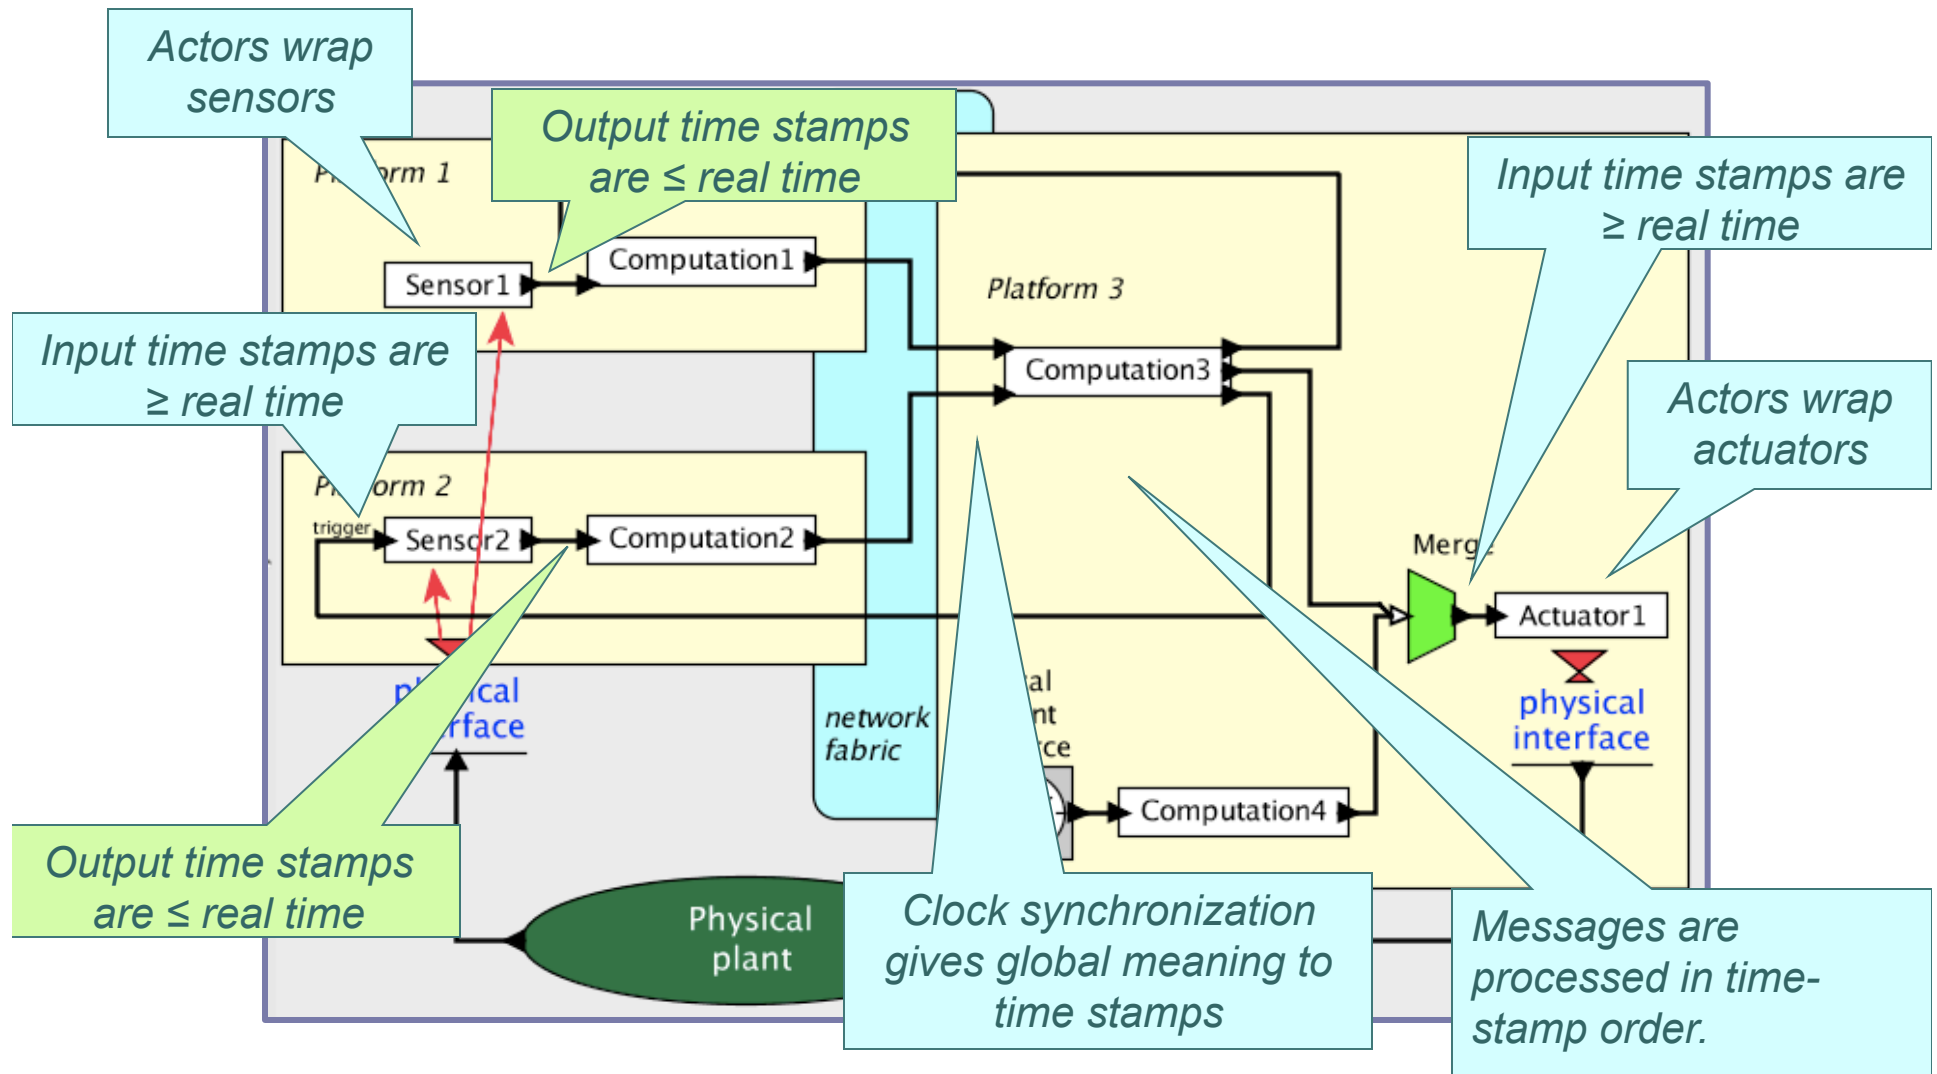 Actors wrap
sensors
Output time stamps
are ≤ real time
Input time stamps are
≥ real time
Platform 3
Computation1
Sensor1
Input time stamps are
≥ real time
Computation3
Actors wrap
actuators
trigger
Sensor2
Computation2
Merge
Actuator1
physical
interface
network
fabric
Computation4
Output time stamps
are ≤ real time
Physical
plant
Clock synchronization
gives global meaning to
time stamps
Messages are
processed in time-
stamp order.